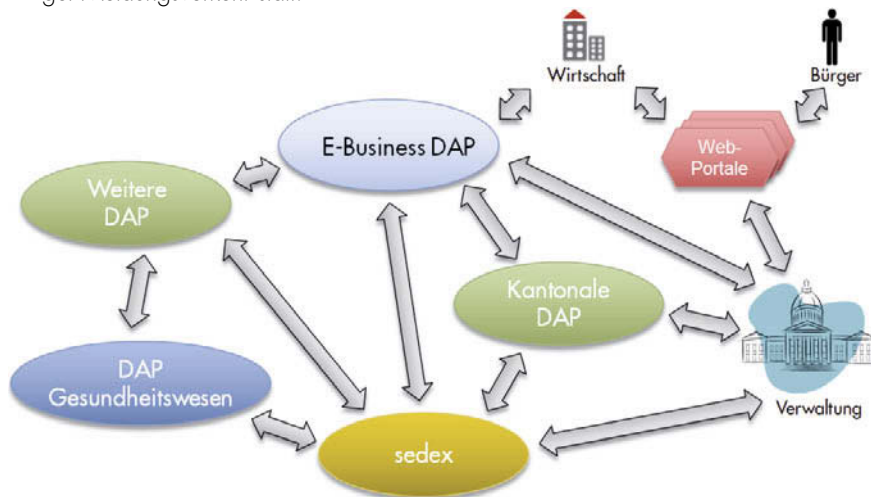 Wirtschaft
Bürger
E-Business DAP
Web-
Portale
Weitere
DAP
Kantonale
DAP
DAP
Gesundheitswesen
Verwaltung
sedex